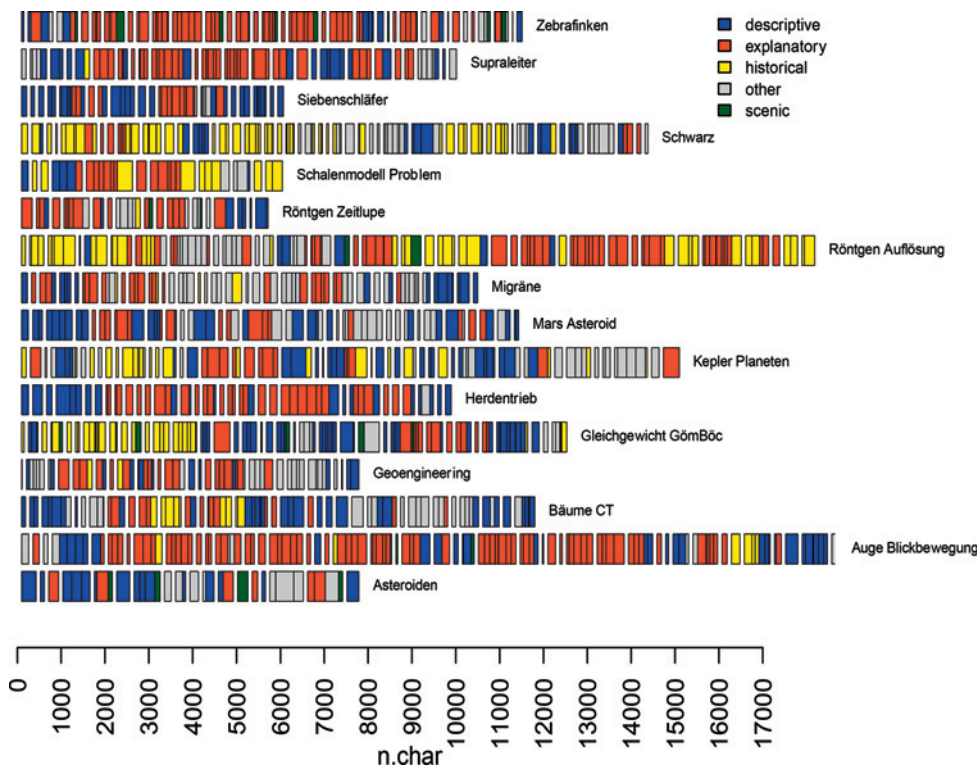 Zebrafinken
descriptive
explanatory
historical
other
scenic
Supraleiter
Siebenschläfer
Schwarz
Schalenmodell Problem
Röntgen Zeitlupe
Röntgen Auflösung
Migräne
Mars Asteroid
Kepler Planeten
Herdentrieb
Gleichgewicht GömBöc
Geoengineering
Bäume CT
Auge Blickbewegung
Asteroiden
0
1000
2000
3000
4000
5000
6000
7000
8000
9000
10000
11000
12000
13000
14000
15000
16000
17000
n.char